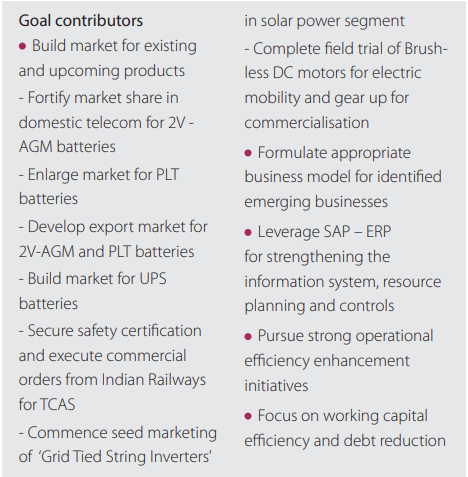 Goal contributors
● Build market for existing
and upcoming products
- Fortify market share in
domestic telecom for 2V -
AGM batteries
- Enlarge market for PLT
batteries
- Develop export market for
2V-AGM and PLT batteries
- Build market for UPS
batteries
- Secure safety certification
and execute commercial
orders from Indian Railways
for TCAS
- Commence seed marketing
of ‘Grid Tied String Inverters’
in solar power segment
- Complete field trial of Brush-
less DC motors for electric
mobility and gear up for
commercialisation
● Formulate appropriate
business model for identified
emerging businesses
● Leverage SAP – ERP
for strengthening the
information system, resource
planning and controls
● Pursue strong operational
efficiency enhancement
initiatives
● Focus on working capital
efficiency and debt reduction